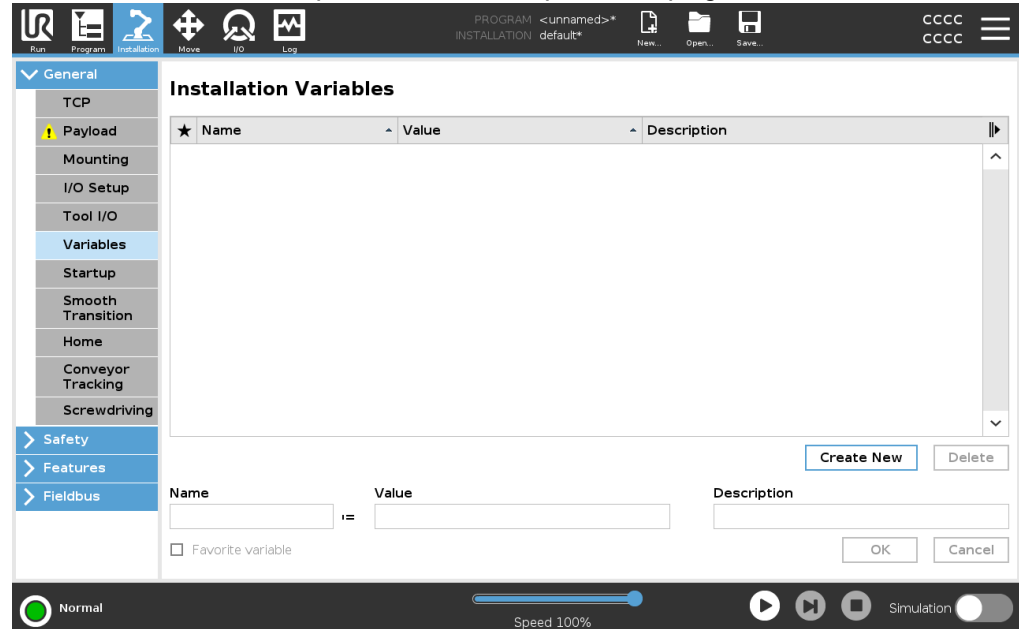 PROGRAM <unnamed>*
INSTALLATION default*
UR
Run
Program
Installation
Move
I/O
Log
New...
Open...
Save...
cccc
cccc
General
TCP
Payload
Mounting
I/O Setup
Tool I/O
Variables
Startup
Smooth
Transition
Home
Conveyor
Tracking
Screwdriving
Safety
Features
Fieldbus
Installation Variables
★ Name Value Description
Create New
Delete
Name Value Description
:=
Favorite variable
OK
Cancel
Normal
Speed 100%
Simulation